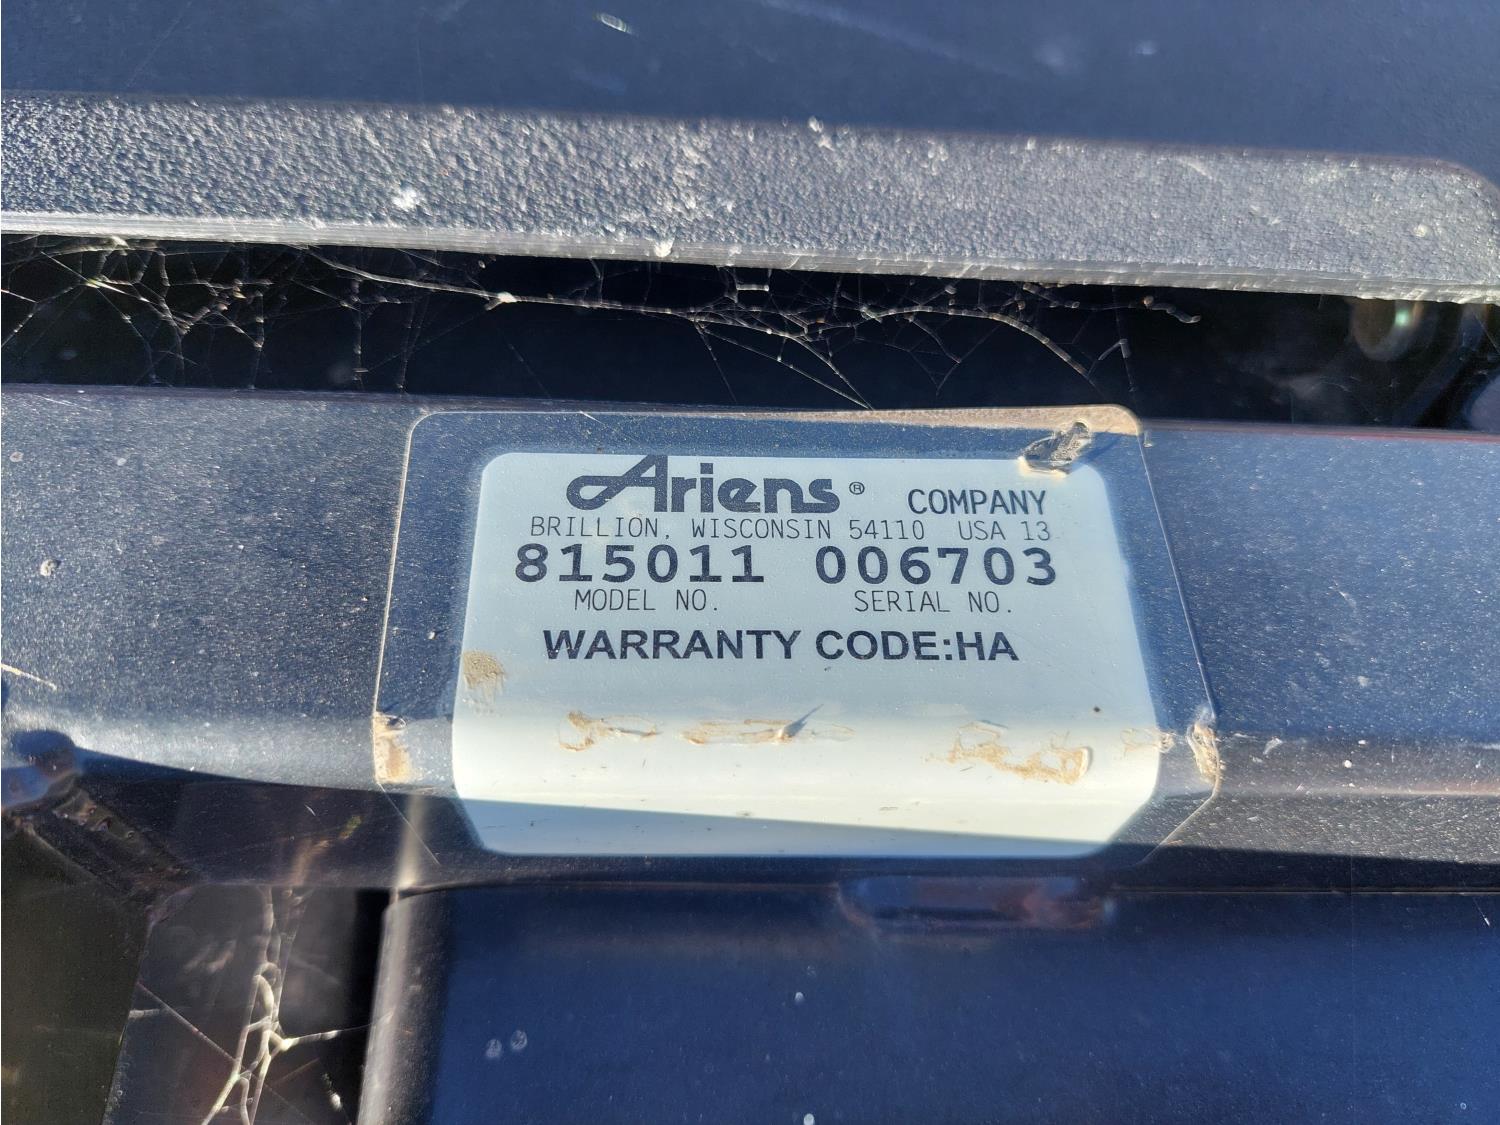 Ariens® COMPANY
BRILLION, WISCONSIN 54110 USA 13
815011 006703
MODEL NO. SERIAL NO.
WARRANTY CODE:HA